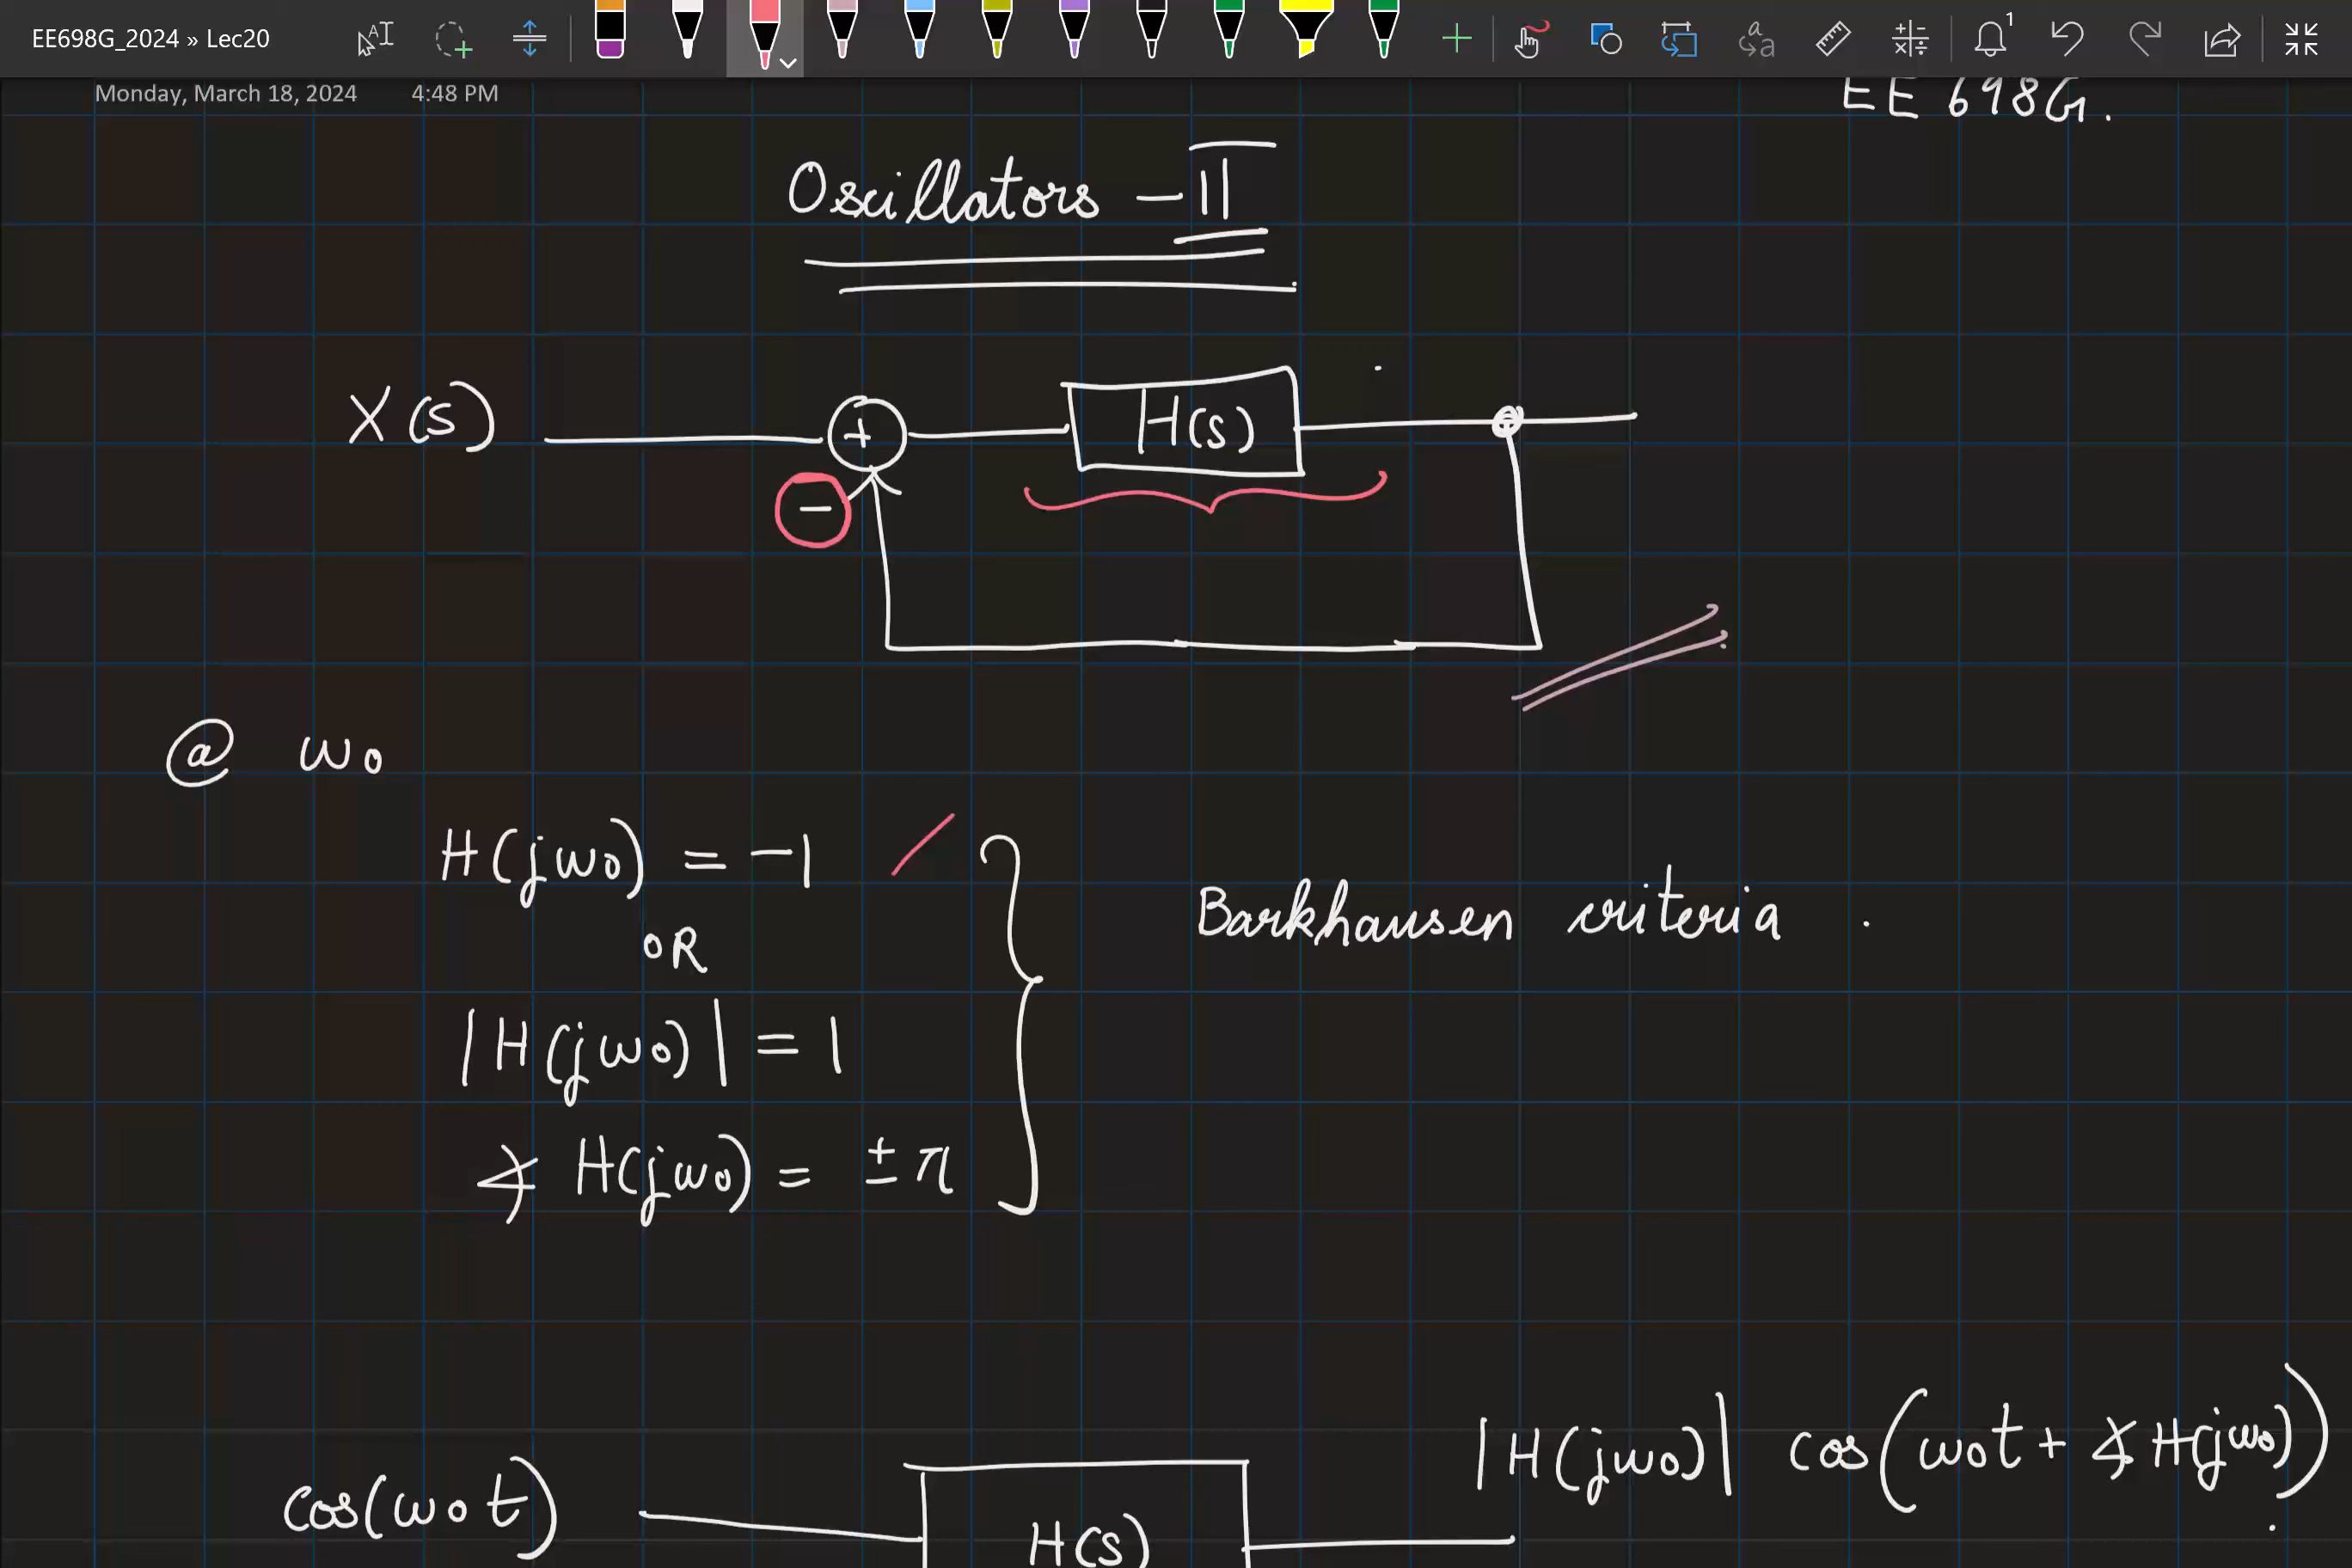 EE698G_2024 » Lec20
Monday, March 18, 2024 4:48 PM
EE 698G.
Oscillators - II
X(s) + H(s)
−
@ ω0
H(jω0) = -1
OR
|H(jω0)| = 1
∡ H(jω0) = ± π
Barkhausen criteria .
cos(ω0t) H(s) |H(jω0)| cos(ω0t + ∡ H(jω0))